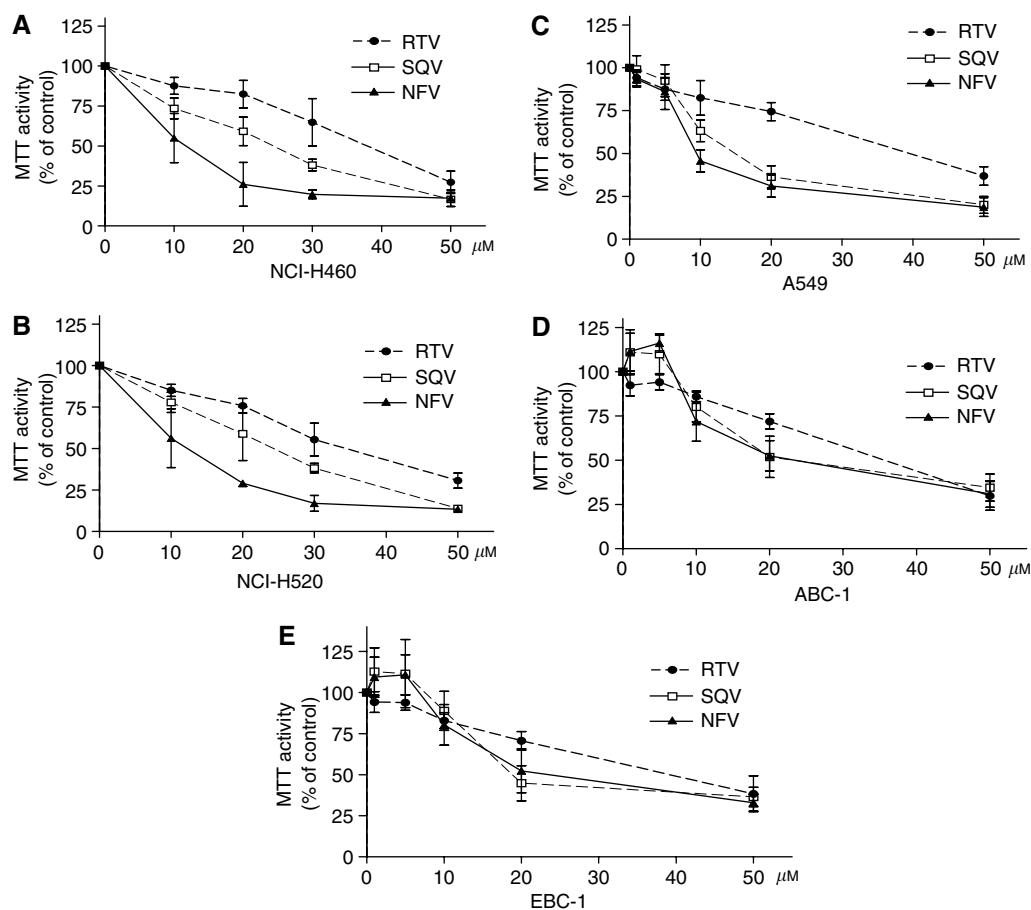 A
125
100
75
50
25
0
MTT activity
(% of control)
RTV
SQV
NFV
0 10 20 30 40 50 μM
NCI-H460
B
125
100
75
50
25
0
MTT activity
(% of control)
RTV
SQV
NFV
0 10 20 30 40 50 μM
NCI-H520
C
125
100
75
50
25
0
MTT activity
(% of control)
RTV
SQV
NFV
0 10 20 30 40 50 μM
A549
D
125
100
75
50
25
0
MTT activity
(% of control)
RTV
SQV
NFV
0 10 20 30 40 50 μM
ABC-1
E
125
100
75
50
25
0
MTT activity
(% of control)
RTV
SQV
NFV
0 10 20 30 40 50 μM
EBC-1